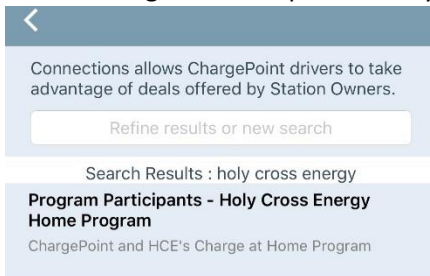 Connections allows ChargePoint drivers to take
advantage of deals offered by Station Owners.
Refine results or new search
Search Results : holy cross energy
Program Participants - Holy Cross Energy
Home Program
ChargePoint and HCE's Charge at Home Program